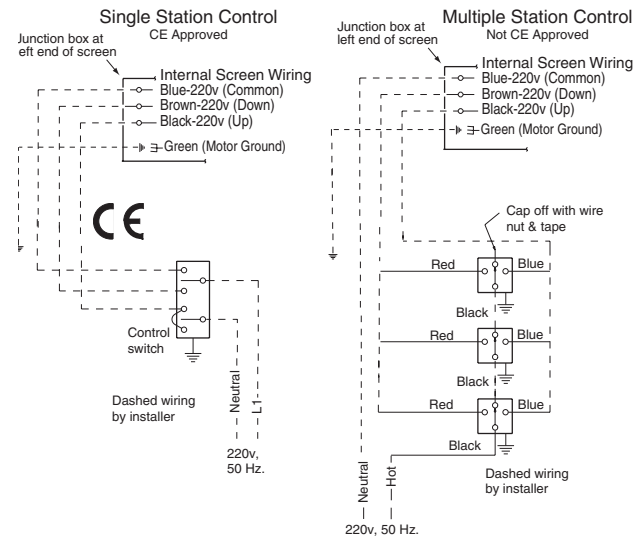 Single Station Control
CE Approved
Junction box at
eft end of screen
Internal Screen Wiring
Blue-220v (Common)
Brown-220v (Down)
Black-220v (Up)
Green (Motor Ground)
CE
Control
switch
Neutral
L1
Dashed wiring
by installer
220v,
50 Hz.
Multiple Station Control
Not CE Approved
Junction box at
left end of screen
Internal Screen Wiring
Blue-220v (Common)
Brown-220v (Down)
Black-220v (Up)
Green (Motor Ground)
Cap off with wire
nut & tape
Red
Blue
Black
Red
Blue
Black
Red
Blue
Black
Neutral
Hot
Dashed wiring
by installer
220v, 50 Hz.